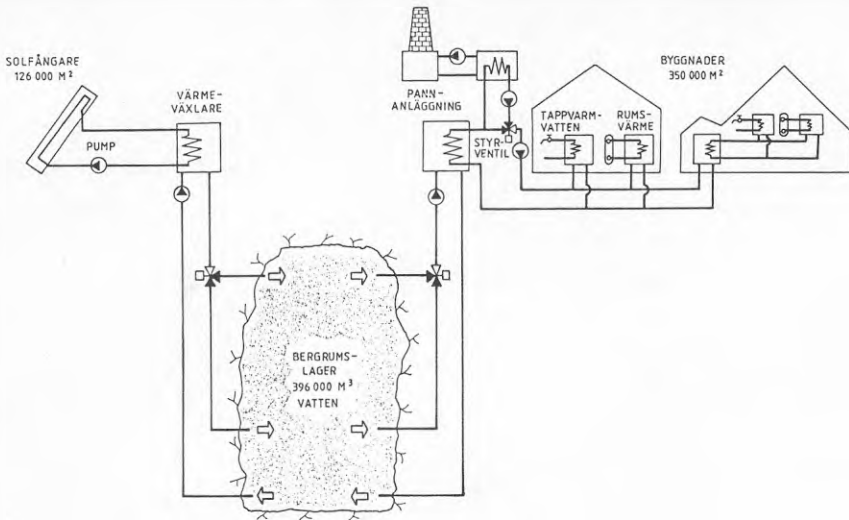 SOLFÅNGARE
126 000 M²
VÄRME-
VÄXLARE
PUMP
PANN-
ANLÄGGNING
STYR-
VENTIL
TAPPVARM-
VATTEN
RUMS-
VÄRME
BYGGNADER
350 000 M²
BERGRUMS-
LAGER
396 000 M³
VATTEN